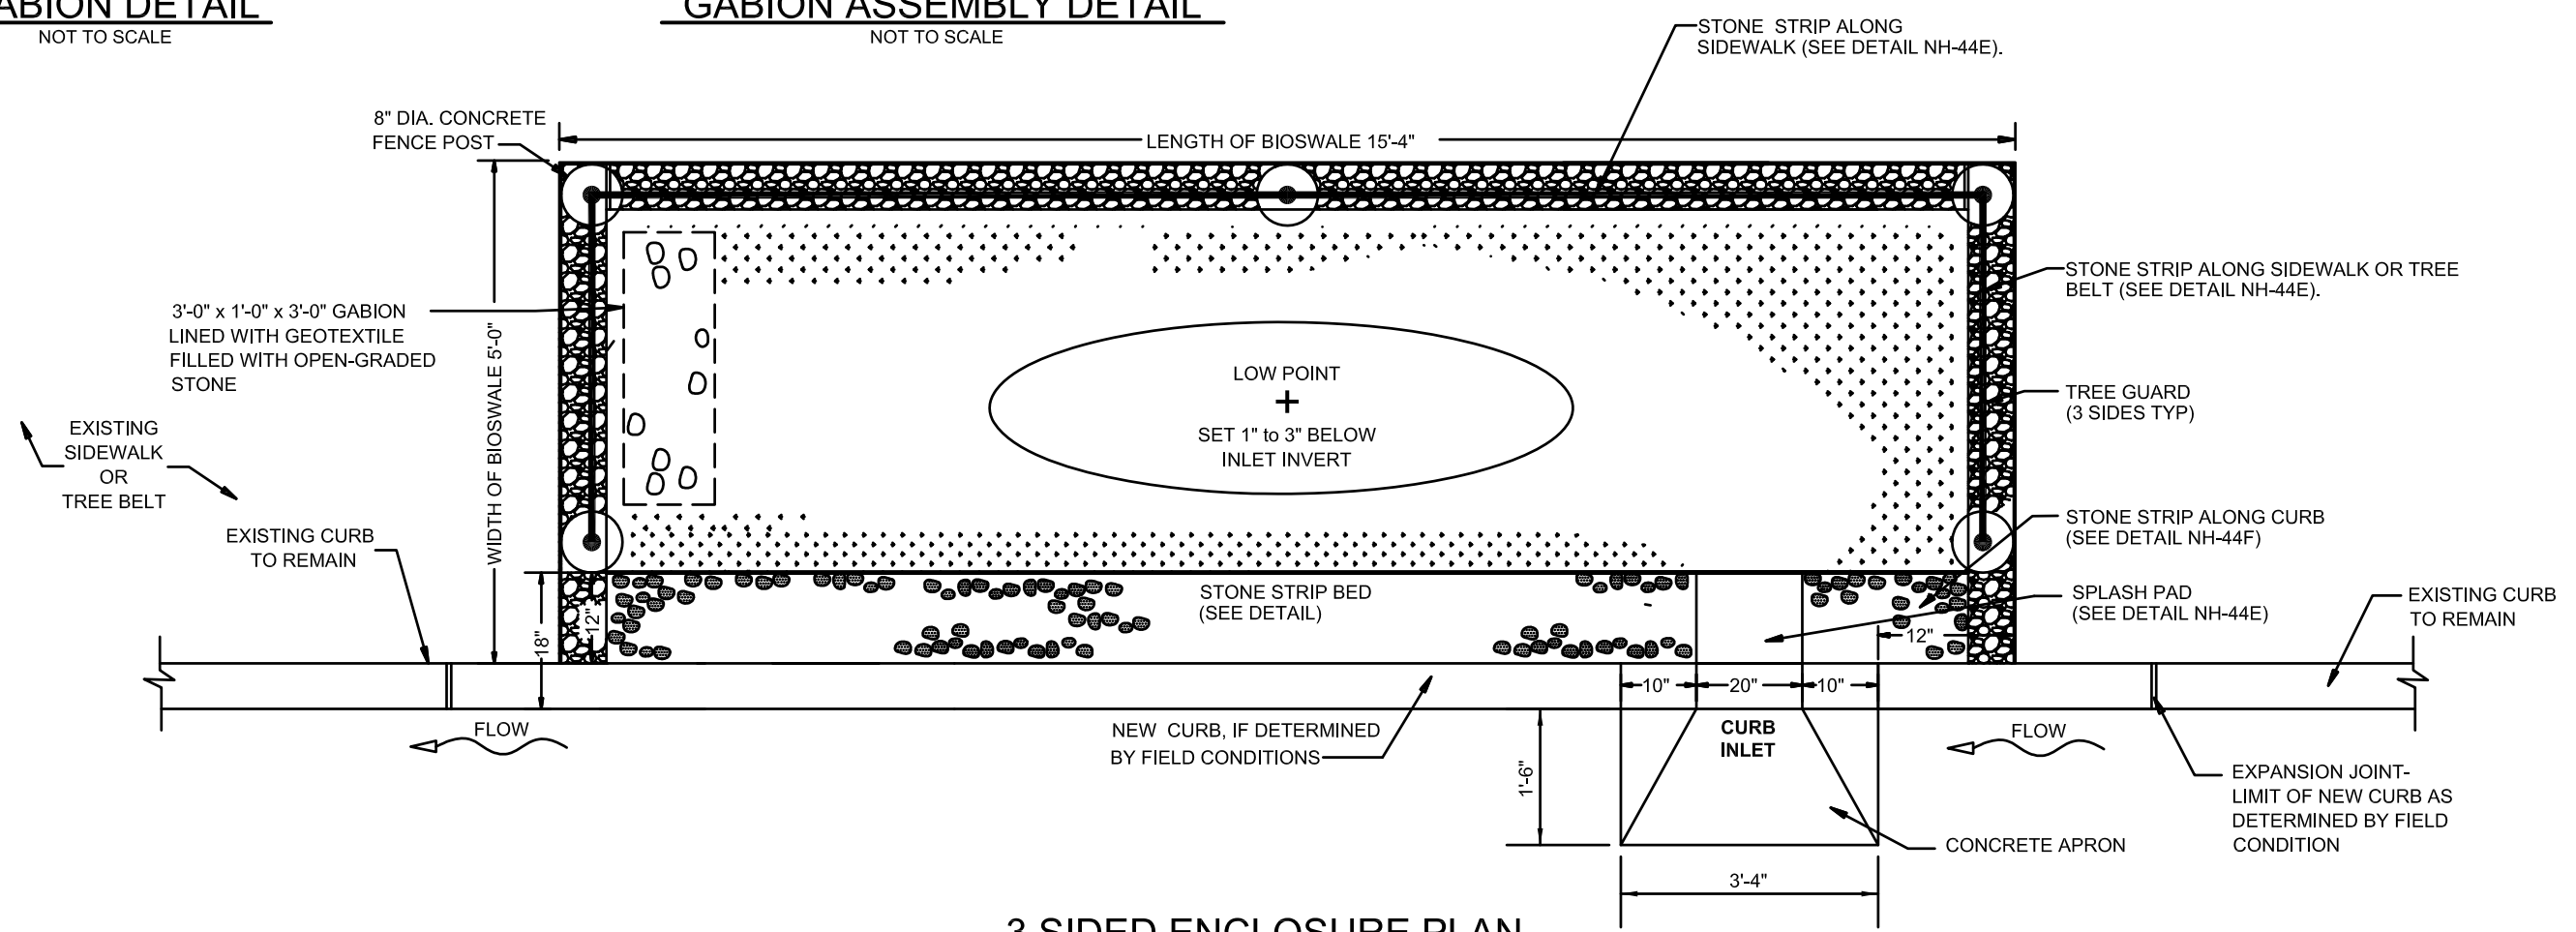 GABION ASSEMBLY DETAIL
NOT TO SCALE
NOT TO SCALE
STONE STRIP ALONG
SIDEWALK (SEE DETAIL NH-44E).
8" DIA. CONCRETE
FENCE POST
LENGTH OF BIOSWALE 15'-4"
STONE STRIP ALONG SIDEWALK OR TREE
BELT (SEE DETAIL NH-44E).
3'-0" x 1'-0" x 3'-0" GABION
LINED WITH GEOTEXTILE
FILLED WITH OPEN-GRADED
STONE
WIDTH OF BIOSWALE 5'-0"
LOW POINT
SET 1" to 3" BELOW
INLET INVERT
TREE GUARD
(3 SIDES TYP)
EXISTING
SIDEWALK
OR
TREE BELT
EXISTING CURB
TO REMAIN
STONE STRIP ALONG CURB
(SEE DETAIL NH-44F)
STONE STRIP BED
(SEE DETAIL)
SPLASH PAD
(SEE DETAIL NH-44E)
EXISTING CURB
TO REMAIN
12"
18"
12"
10"
20"
10"
FLOW
NEW CURB, IF DETERMINED
BY FIELD CONDITIONS
CURB
INLET
FLOW
1'-6"
EXPANSION JOINT-
LIMIT OF NEW CURB AS
DETERMINED BY FIELD
CONDITION
CONCRETE APRON
3'-4"
3 SIDED ENCLOSURE PLAN